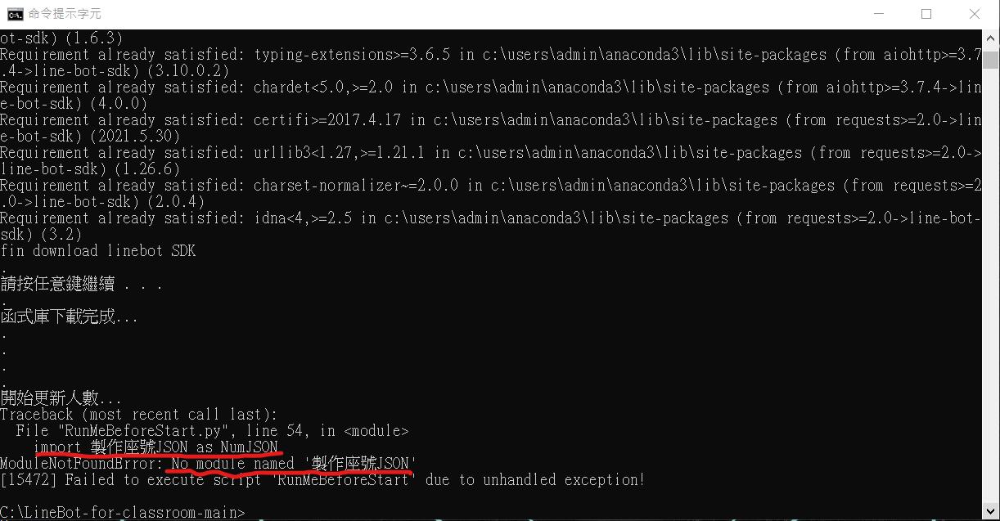 命令提示字元
ot-sdk) (1.6.3)
Requirement already satisfied: typing-extensions>=3.6.5 in c:\users\admin\anaconda3\lib\site-packages (from aiohttp>=3.7
.4->line-bot-sdk) (3.10.0.2)
Requirement already satisfied: chardet<5.0,>=2.0 in c:\users\admin\anaconda3\lib\site-packages (from aiohttp>=3.7.4->lin
e-bot-sdk) (4.0.0)
Requirement already satisfied: certifi>=2017.4.17 in c:\users\admin\anaconda3\lib\site-packages (from requests>=2.0->lin
e-bot-sdk) (2021.5.30)
Requirement already satisfied: urllib3<1.27,>=1.21.1 in c:\users\admin\anaconda3\lib\site-packages (from requests>=2.0->
line-bot-sdk) (1.26.6)
Requirement already satisfied: charset-normalizer~=2.0.0 in c:\users\admin\anaconda3\lib\site-packages (from requests>=2
.0->line-bot-sdk) (2.0.4)
Requirement already satisfied: idna<4,>=2.5 in c:\users\admin\anaconda3\lib\site-packages (from requests>=2.0->line-bot-
sdk) (3.2)
fin download linebot SDK
.
請按任意鍵繼續 . . .
.
函式庫下載完成...
.
.
.
.
開始更新人數...
Traceback (most recent call last):
  File "RunMeBeforeStart.py", line 54, in <module>
    import 製作座號JSON as NumJSON
ModuleNotFoundError: No module named '製作座號JSON'
[15472] Failed to execute script 'RunMeBeforeStart' due to unhandled exception!
C:\LineBot-for-classroom-main>